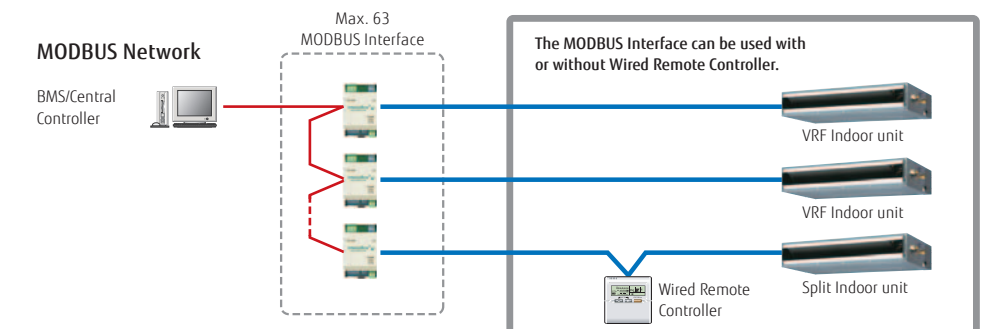 Max. 63
MODBUS Interface
MODBUS Network
The MODBUS Interface can be used with
or without Wired Remote Controller.
BMS/Central
Controller
VRF Indoor unit
VRF Indoor unit
Split Indoor unit
Wired Remote
Controller